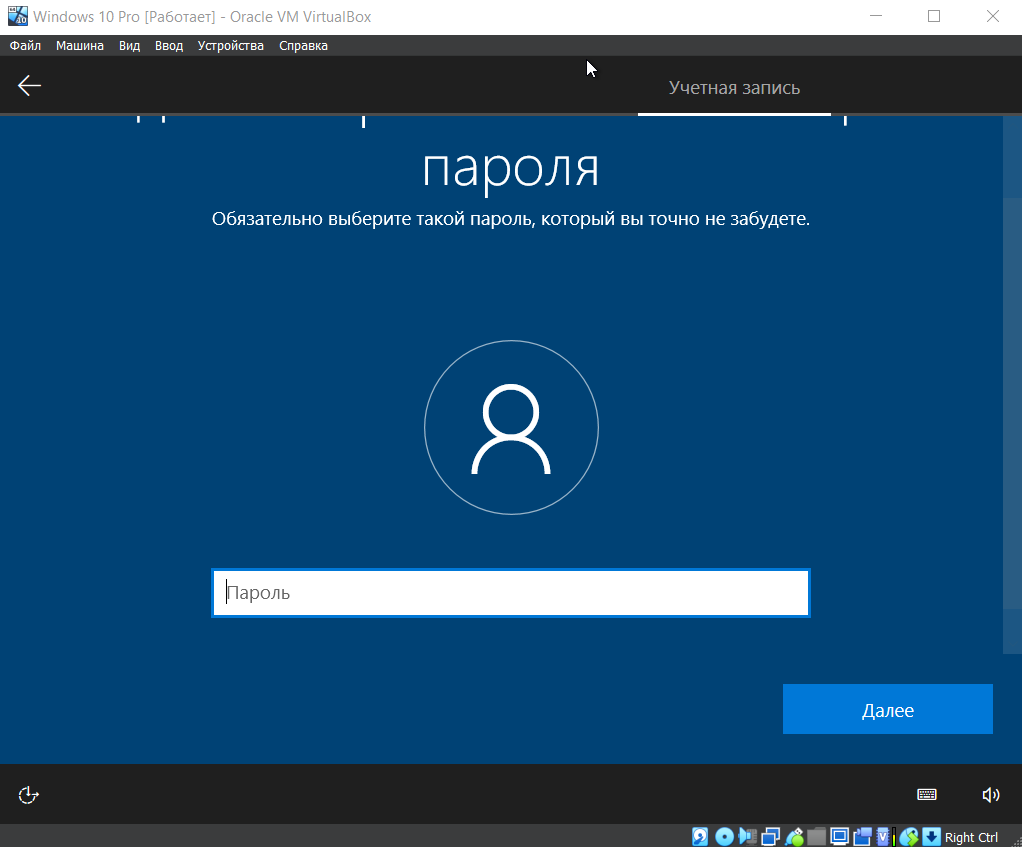 Windows 10 Pro [Работает] - Oracle VM VirtualBox
Файл Машина Вид Ввод Устройства Справка
Учетная запись
пароля
Обязательно выберите такой пароль, который вы точно не забудете.
Пароль
Далее
Right Ctrl